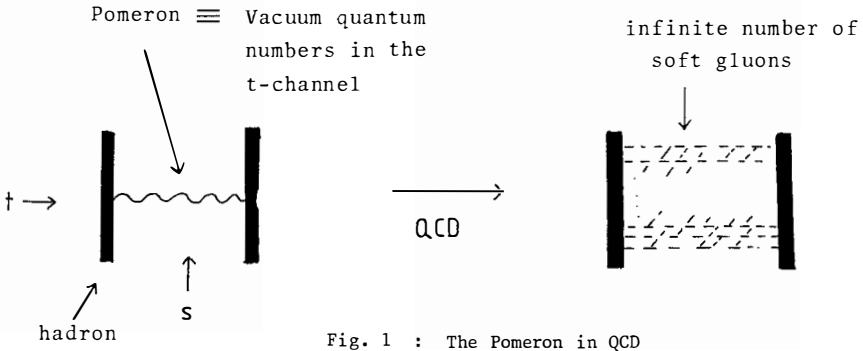 Pomeron ≡ Vacuum quantum
numbers in the
t-channel
infinite number of
soft gluons
t
QCD
s
hadron
Fig. 1 : The Pomeron in QCD